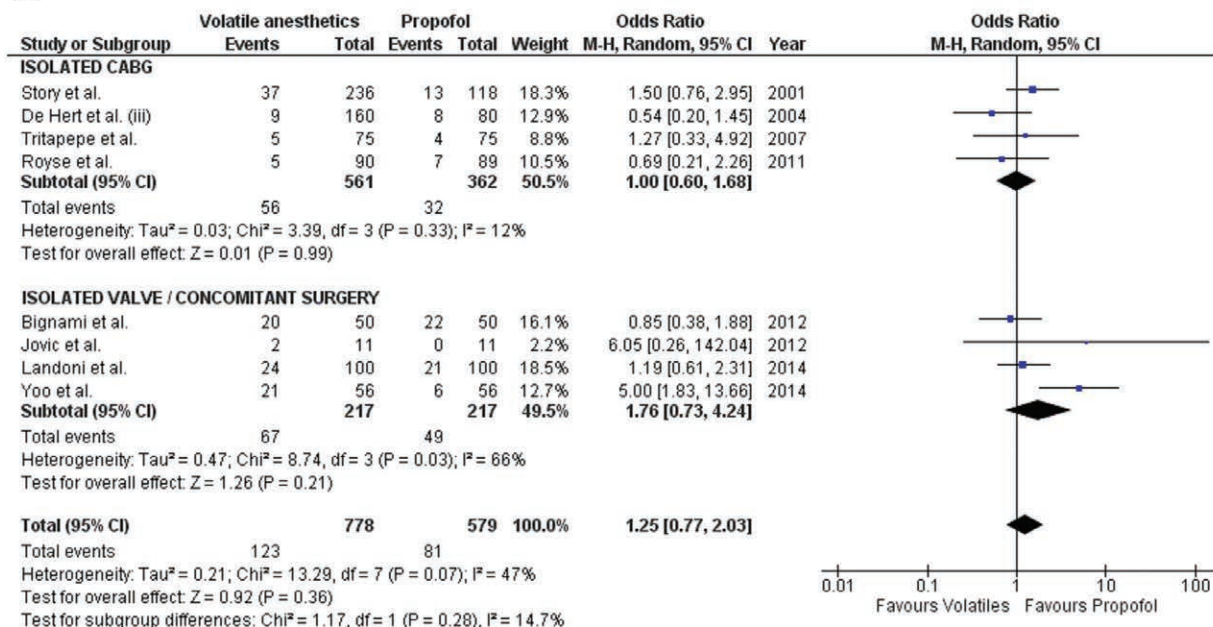 Volatile anesthetics Propofol Odds Ratio Odds Ratio
Study or Subgroup Events Total Events Total Weight M-H, Random, 95% CI Year M-H, Random, 95% CI
ISOLATED CABG
Story et al. 37 236 13 118 18.3% 1.50 [0.76, 2.95] 2001
De Hert et al. (iii) 9 160 8 80 12.9% 0.54 [0.20, 1.45] 2004
Tritapepe et al. 5 75 4 75 8.8% 1.27 [0.33, 4.92] 2007
Royse et al. 5 90 7 89 10.5% 0.69 [0.21, 2.26] 2011
Subtotal (95% CI) 561 362 50.5% 1.00 [0.60, 1.68]
Total events 56 32
Heterogeneity: Tau² = 0.03; Chi² = 3.39, df = 3 (P = 0.33); I² = 12%
Test for overall effect: Z = 0.01 (P = 0.99)
ISOLATED VALVE / CONCOMITANT SURGERY
Bignami et al. 20 50 22 50 16.1% 0.85 [0.38, 1.88] 2012
Jovic et al. 2 11 0 11 2.2% 6.05 [0.26, 142.04] 2012
Landoni et al. 24 100 21 100 18.5% 1.19 [0.61, 2.31] 2014
Yoo et al. 21 56 6 56 12.7% 5.00 [1.83, 13.66] 2014
Subtotal (95% CI) 217 217 49.5% 1.76 [0.73, 4.24]
Total events 67 49
Heterogeneity: Tau² = 0.47; Chi² = 8.74, df = 3 (P = 0.03); I² = 66%
Test for overall effect: Z = 1.26 (P = 0.21)
Total (95% CI) 778 579 100.0% 1.25 [0.77, 2.03]
Total events 123 81
Heterogeneity: Tau² = 0.21; Chi² = 13.29, df = 7 (P = 0.07); I² = 47%
Test for overall effect: Z = 0.92 (P = 0.36)
Test for subgroup differences: Chi² = 1.17, df = 1 (P = 0.28), I² = 14.7%
0.01 0.1 1 10 100
Favours Volatiles Favours Propofol